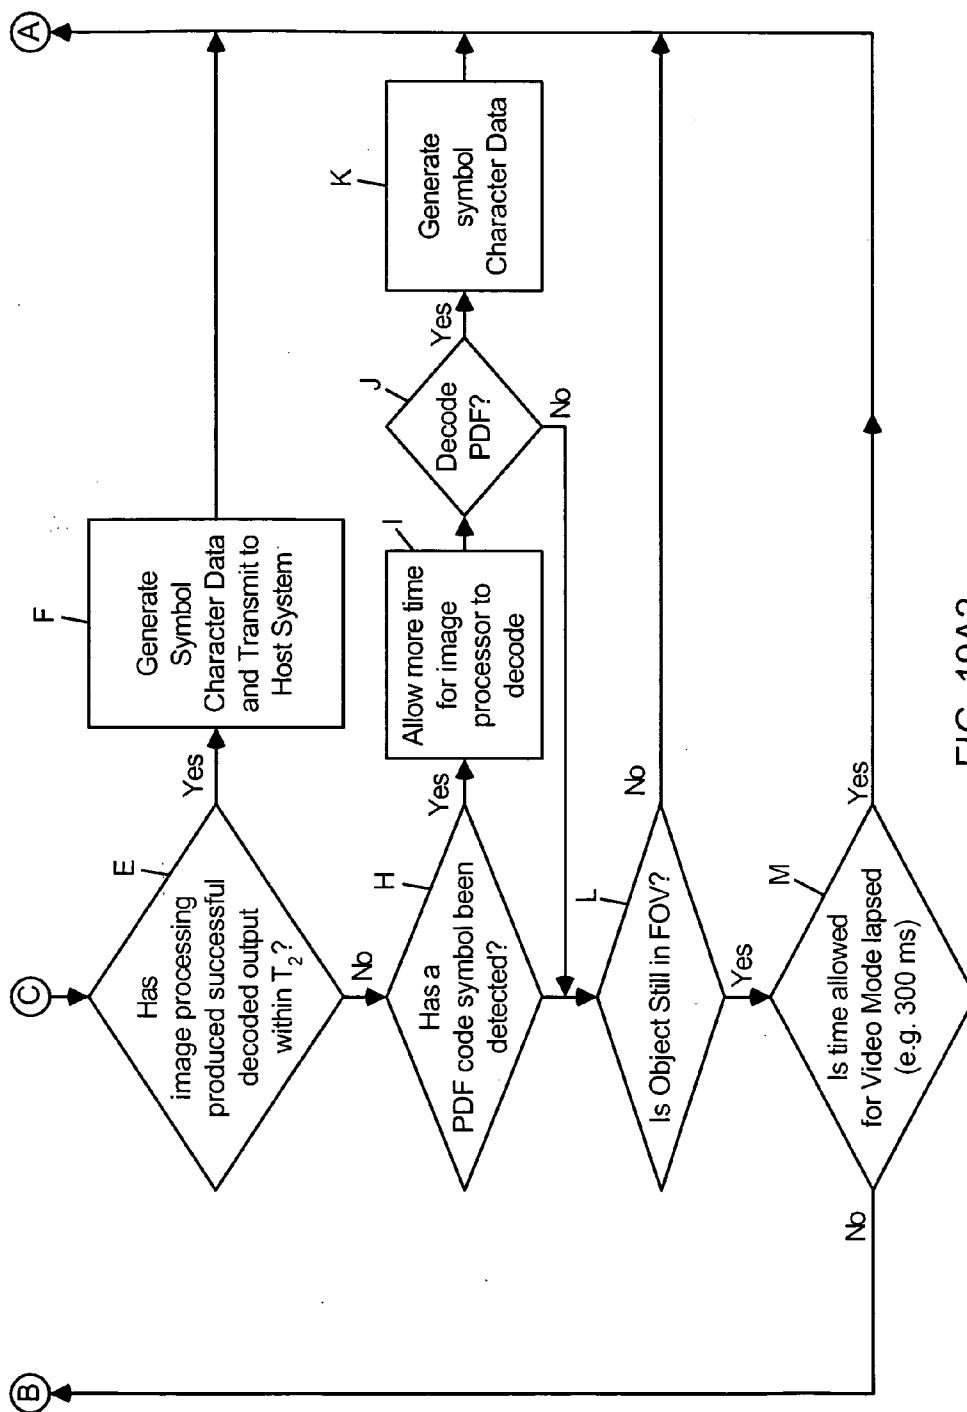 C
A
B
E
Has
image processing
produced successful
decoded output
within T2?
Yes
No
F
Generate
Symbol
Character Data
and Transmit to
Host System
H
Has a
PDF code symbol been
detected?
Yes
I
Allow more time
for image
processor to
decode
J
Decode
PDF?
Yes
No
K
Generate
symbol
Character Data
L
Is Object Still in FOV?
No
Yes
M
Is time allowed
for Video Mode lapsed
(e.g. 300 ms)
Yes
No